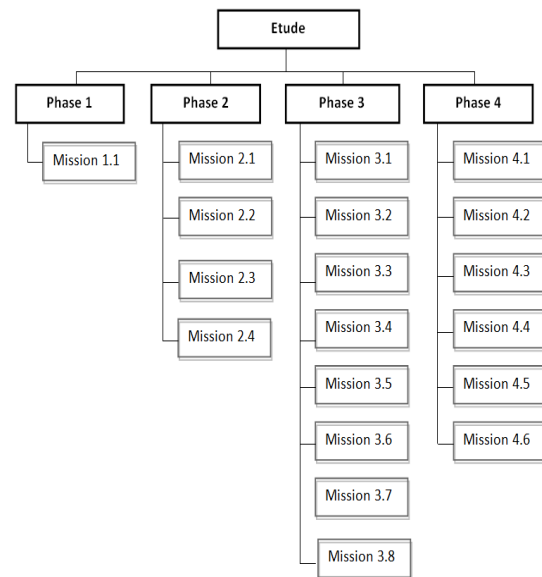 Etude
Phase 1
Phase 2
Phase 3
Phase 4
Mission 1.1
Mission 2.1
Mission 2.2
Mission 2.3
Mission 2.4
Mission 3.1
Mission 3.2
Mission 3.3
Mission 3.4
Mission 3.5
Mission 3.6
Mission 3.7
Mission 3.8
Mission 4.1
Mission 4.2
Mission 4.3
Mission 4.4
Mission 4.5
Mission 4.6